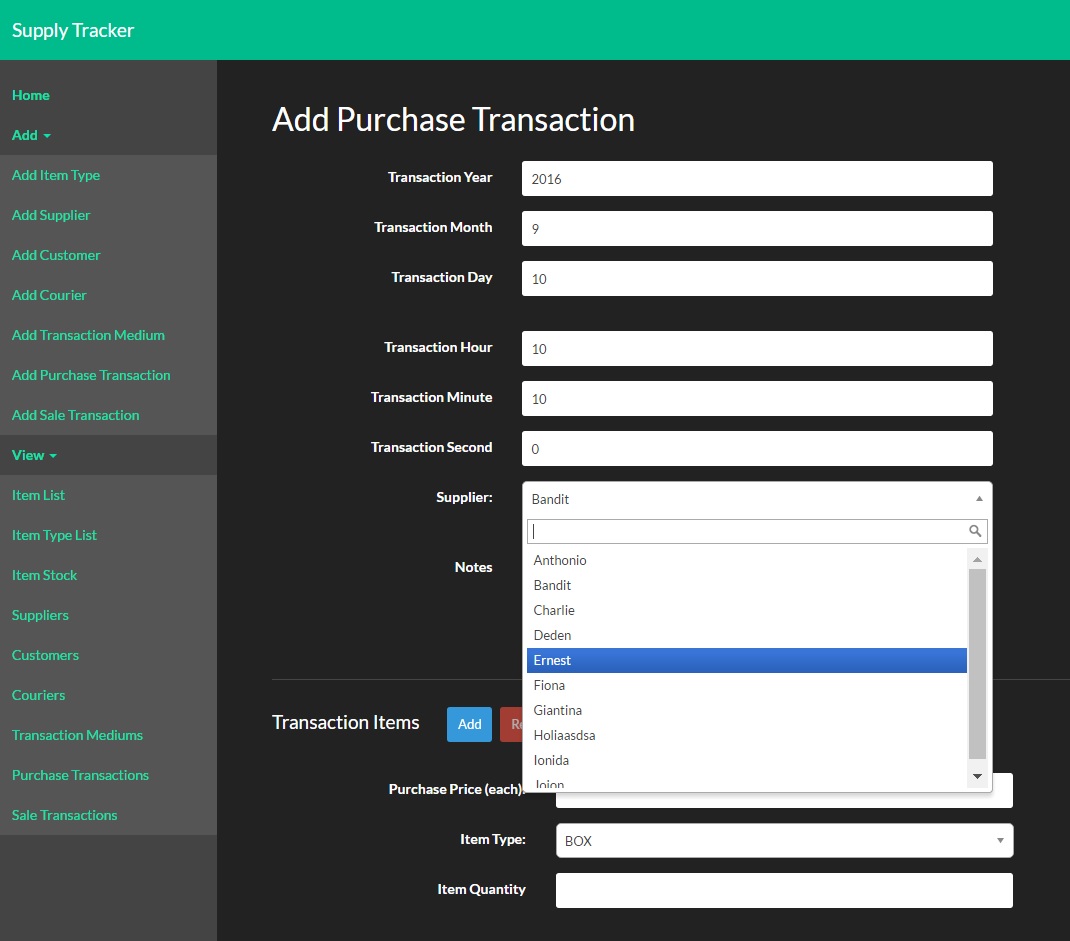 Supply Tracker
Home
Add
Add Item Type
Add Supplier
Add Customer
Add Courier
Add Transaction Medium
Add Purchase Transaction
Add Sale Transaction
View
Item List
Item Type List
Item Stock
Suppliers
Customers
Couriers
Transaction Mediums
Purchase Transactions
Sale Transactions
Add Purchase Transaction
Transaction Year 2016
Transaction Month 9
Transaction Day 10
Transaction Hour 10
Transaction Minute 10
Transaction Second 0
Supplier: Bandit
Anthonio
Bandit
Charlie
Deden
Ernest
Fiona
Giantina
Holiaasdsa
Ionida
Notes
Transaction Items Add
Purchase Price (each):
Item Type: BOX
Item Quantity